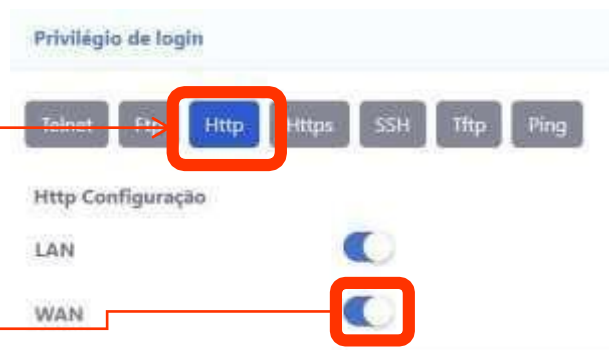 Privilégio de login
Telnet Ftp Http Https SSH Tftp Ping
Http Configuração
LAN
WAN